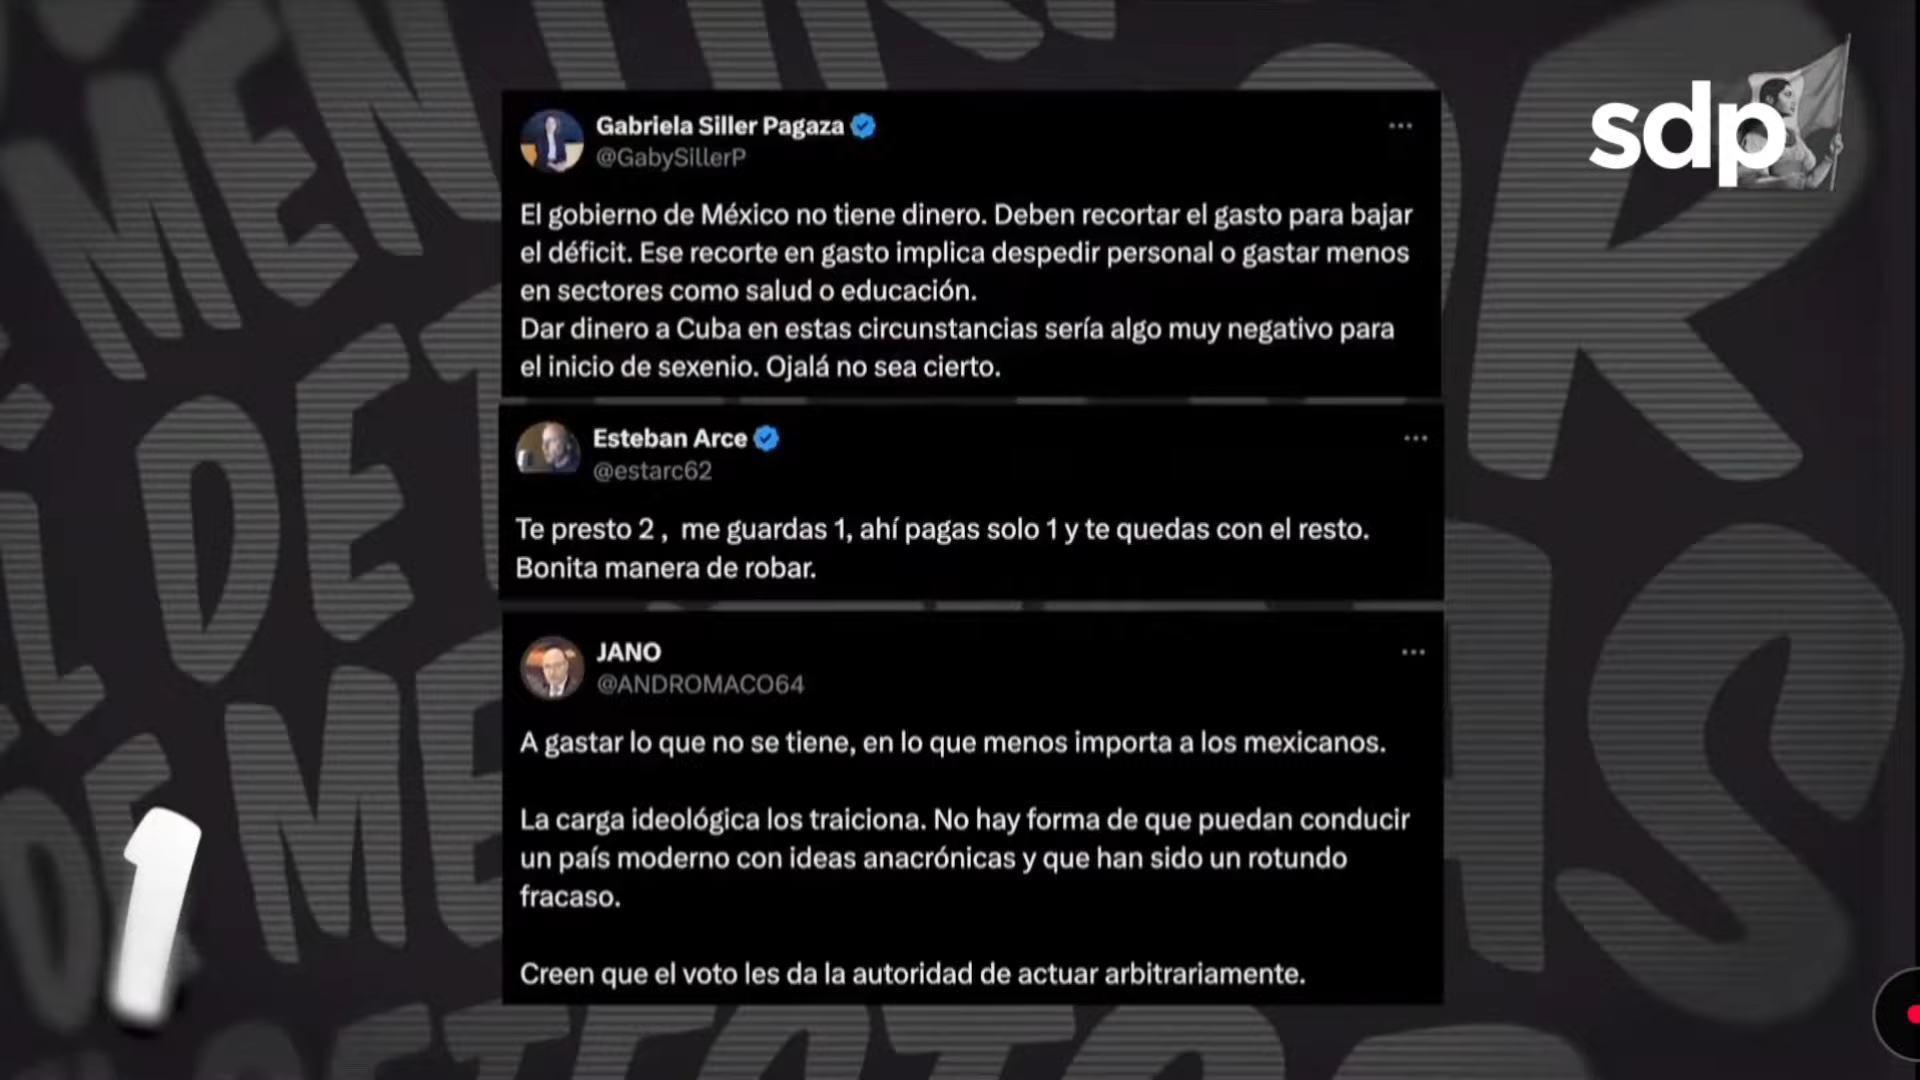 sdp
Gabriela Siller Pagaza
@GabySillerP
El gobierno de México no tiene dinero. Deben recortar el gasto para bajar
el déficit. Ese recorte en gasto implica despedir personal o gastar menos
en sectores como salud o educación.
Dar dinero a Cuba en estas circunstancias sería algo muy negativo para
el inicio de sexenio. Ojalá no sea cierto.
Esteban Arce
@estarc62
Te presto 2 , me guardas 1, ahí pagas solo 1 y te quedas con el resto.
Bonita manera de robar.
JANO
@ANDROMACO64
A gastar lo que no se tiene, en lo que menos importa a los mexicanos.
La carga ideológica los traiciona. No hay forma de que puedan conducir
un país moderno con ideas anacrónicas y que han sido un rotundo
fracaso.
Creen que el voto les da la autoridad de actuar arbitrariamente.
1